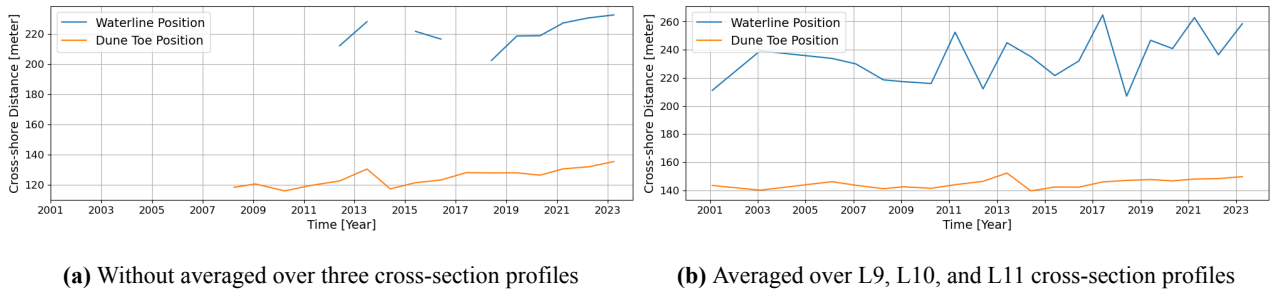 Waterline Position
Dune Toe Position
Cross-shore Distance [meter]
220
200
180
160
140
120
2001 2003 2005 2007 2009 2011 2013 2015 2017 2019 2021 2023
Time [Year]
(a) Without averaged over three cross-section profiles
Waterline Position
Dune Toe Position
Cross-shore Distance [meter]
260
240
220
200
180
160
140
2001 2003 2005 2007 2009 2011 2013 2015 2017 2019 2021 2023
Time [Year]
(b) Averaged over L9, L10, and L11 cross-section profiles